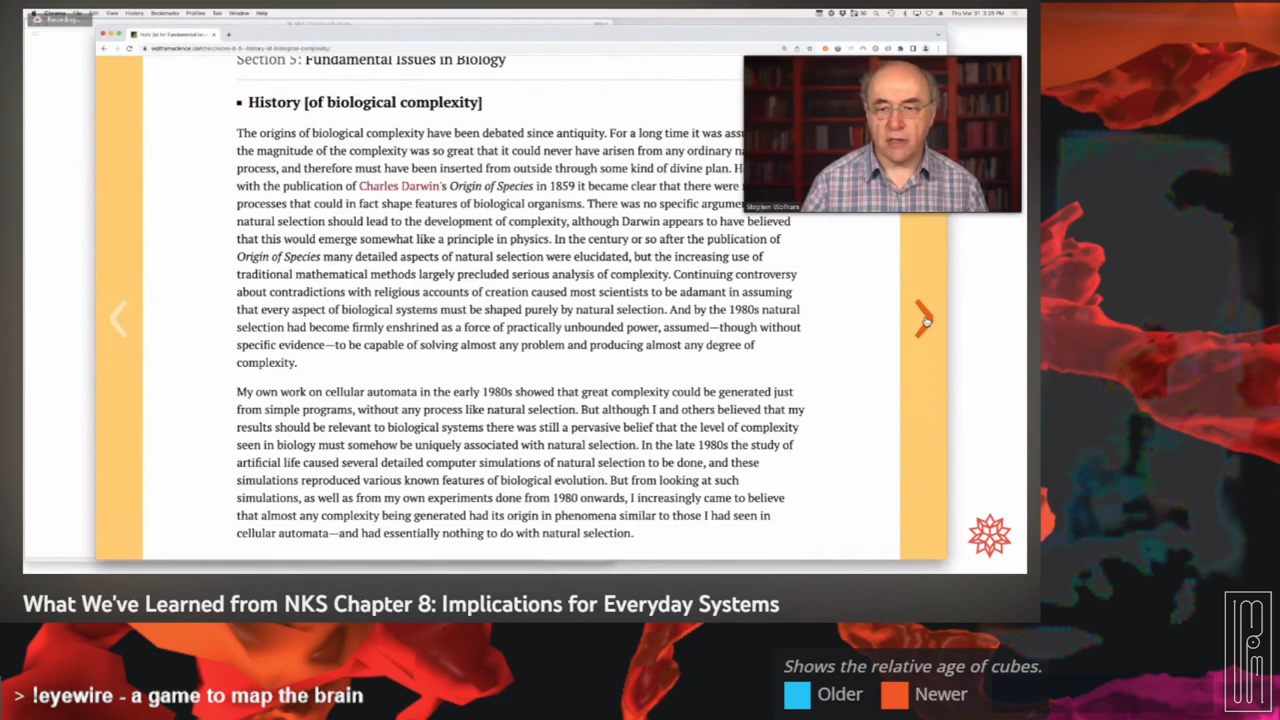 Chrome File Edit View History Bookmarks Profiles Tab Window Help
Thu Mar 31 3:25 PM
Recording...
Section 5: Fundamental Issues in Biology
▪ History [of biological complexity]
The origins of biological complexity have been debated since antiquity. For a long time it was
the magnitude of the complexity was so great that it could never have arisen from any ordinary
process, and therefore must have been inserted from outside through some kind of divine plan.
with the publication of Charles Darwin's Origin of Species in 1859 it became clear that there were
processes that could in fact shape features of biological organisms. There was no specific
natural selection should lead to the development of complexity, although Darwin appears to have believed
that this would emerge somewhat like a principle in physics. In the century or so after the publication of
Origin of Species many detailed aspects of natural selection were elucidated, but the increasing use of
traditional mathematical methods largely precluded serious analysis of complexity. Continuing controversy
about contradictions with religious accounts of creation caused most scientists to be adamant in assuming
that every aspect of biological systems must be shaped purely by natural selection. And by the 1980s natural
selection had become firmly enshrined as a force of practically unbounded power, assumed—though without
specific evidence—to be capable of solving almost any problem and producing almost any degree of
complexity.
My own work on cellular automata in the early 1980s showed that great complexity could be generated just
from simple programs, without any process like natural selection. But although I and others believed that my
results should be relevant to biological systems there was still a pervasive belief that the level of complexity
seen in biology must somehow be uniquely associated with natural selection. In the late 1980s the study of
artificial life caused several detailed computer simulations of natural selection to be done, and these
simulations reproduced various known features of biological evolution. But from looking at such
simulations, as well as from my own experiments done from 1980 onwards, I increasingly came to believe
that almost any complexity being generated had its origin in phenomena similar to those I had seen in
cellular automata—and had essentially nothing to do with natural selection.
Stephen Wolfram
What We've Learned from NKS Chapter 8: Implications for Everyday Systems
> !eyewire - a game to map the brain
Shows the relative age of cubes.
Older Newer